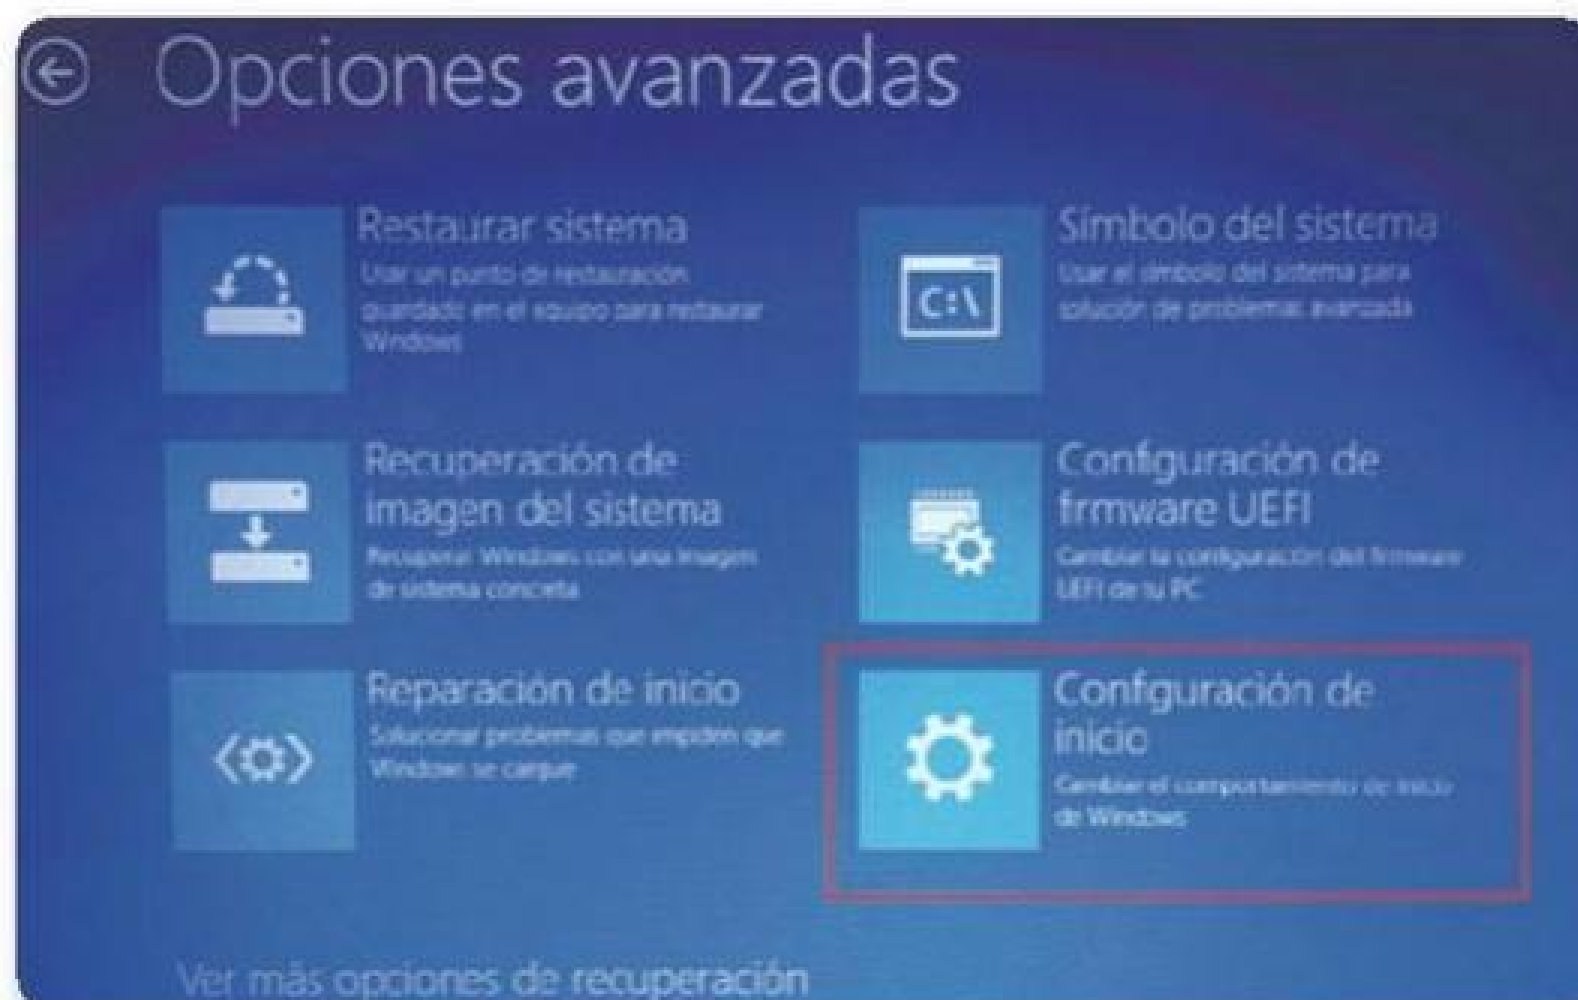 Opciones avanzadas
Restaurar sistema
Usar un punto de restauración
guardado en el equipo para restaurar
Windows
Símbolo del sistema
Usar el símbolo del sistema para
solución de problemas avanzada
C:\
Recuperación de
imagen del sistema
Recuperar Windows con una imagen
de sistema concreta
Configuración de
firmware UEFI
Cambiar la configuración del firmware
UEFI de tu PC
Reparación de inicio
Solucionar problemas que impiden que
Windows se cargue
Configuración de
inicio
Cambiar el comportamiento de inicio
de Windows
Ver más opciones de recuperación